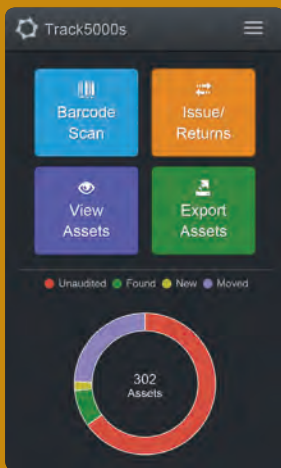 Track5000s
Barcode
Scan
Issue/
Returns
View
Assets
Export
Assets
Unaudited Found New Moved
302
Assets